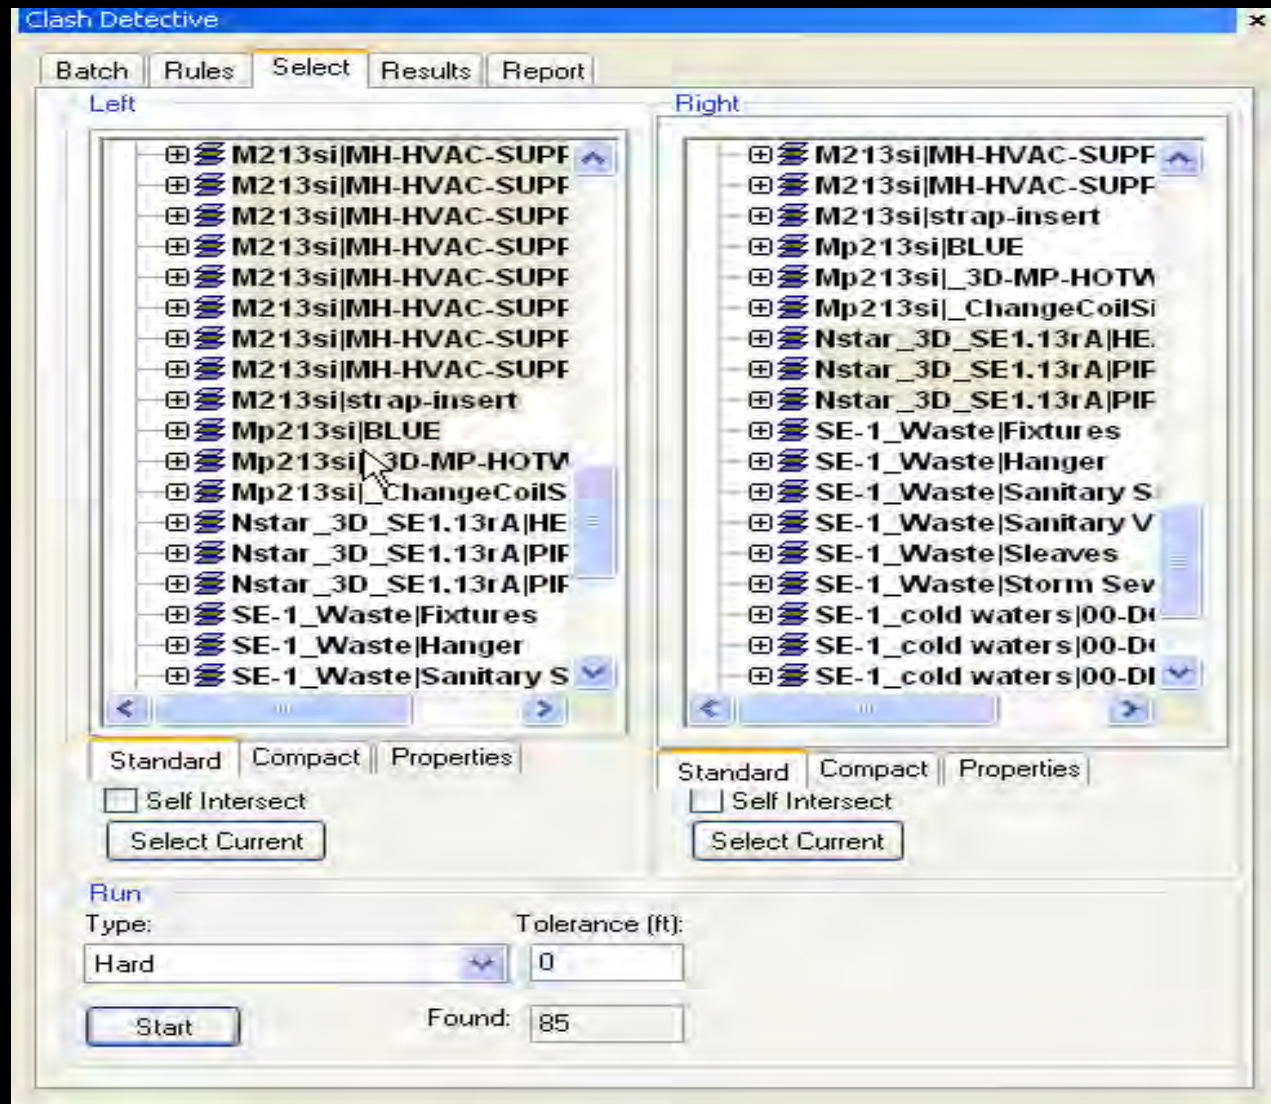 Clash Detective
Batch Rules Select Results Report
Left
M213si|MH-HVAC-SUPF
M213si|MH-HVAC-SUPF
M213si|MH-HVAC-SUPF
M213si|MH-HVAC-SUPF
M213si|MH-HVAC-SUPF
M213si|MH-HVAC-SUPF
M213si|MH-HVAC-SUPF
M213si|MH-HVAC-SUPF
M213si|strap-insert
Mp213si|BLUE
Mp213si|_3D-MP-HOTW
Mp213si|_ChangeCoilS
Nstar_3D_SE1.13rA|HE
Nstar_3D_SE1.13rA|PIF
Nstar_3D_SE1.13rA|PIF
SE-1_Waste|Fixtures
SE-1_Waste|Hanger
SE-1_Waste|Sanitary S
Standard Compact Properties
Self Intersect
Select Current
Right
M213si|MH-HVAC-SUPF
M213si|MH-HVAC-SUPF
M213si|strap-insert
Mp213si|BLUE
Mp213si|_3D-MP-HOTW
Mp213si|_ChangeCoilSi
Nstar_3D_SE1.13rA|HE
Nstar_3D_SE1.13rA|PIF
Nstar_3D_SE1.13rA|PIF
SE-1_Waste|Fixtures
SE-1_Waste|Hanger
SE-1_Waste|Sanitary S
SE-1_Waste|Sanitary V
SE-1_Waste|Sleaves
SE-1_Waste|Storm Sew
SE-1_cold waters|00-D
SE-1_cold waters|00-D
SE-1_cold waters|00-D
Standard Compact Properties
Self Intersect
Select Current
Run
Type: Tolerance (ft):
Hard 0
Start Found: 85